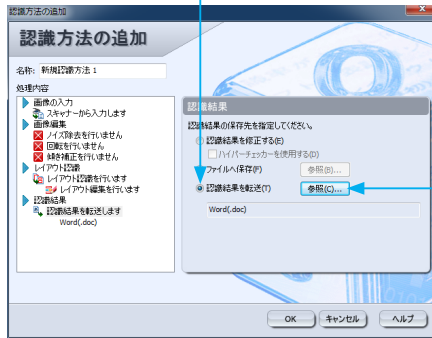 認識方法の追加
認識方法の追加
名称: 新規認識方法 1
処理内容
画像の入力
スキャナーから入力します
画像編集
ノイズ除去を行いません
回転を行いません
傾き補正を行いません
レイアウト認識
レイアウト認識を行います
レイアウト編集を行います
認識結果
認識結果を転送します
Word(.doc)
認識結果
認識結果の保存先を指定してください。
認識結果を修正する(E)
ハイパーチェッカーを使用する(D)
ファイルへ保存(F)
参照(B)...
認識結果を転送(T)
参照(C)...
Word(.doc)
OK
キャンセル
ヘルプ